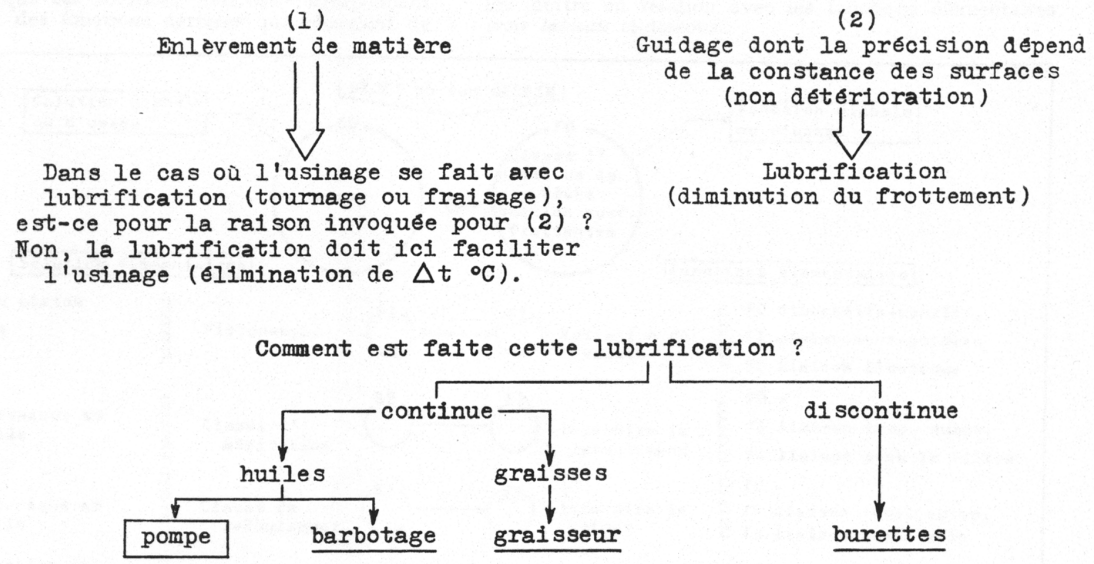 (1)
Enlèvement de matière
Dans le cas où l'usinage se fait avec
lubrification (tournage ou fraisage),
est-ce pour la raison invoquée pour (2) ?
Non, la lubrification doit ici faciliter
l'usinage (élimination de Δt °C).
(2)
Guidage dont la précision dépend
de la constance des surfaces
(non détérioration)
Lubrification
(diminution du frottement)
Comment est faite cette lubrification ?
continue
discontinue
huiles
graisses
pompe
barbotage
graisseur
burettes